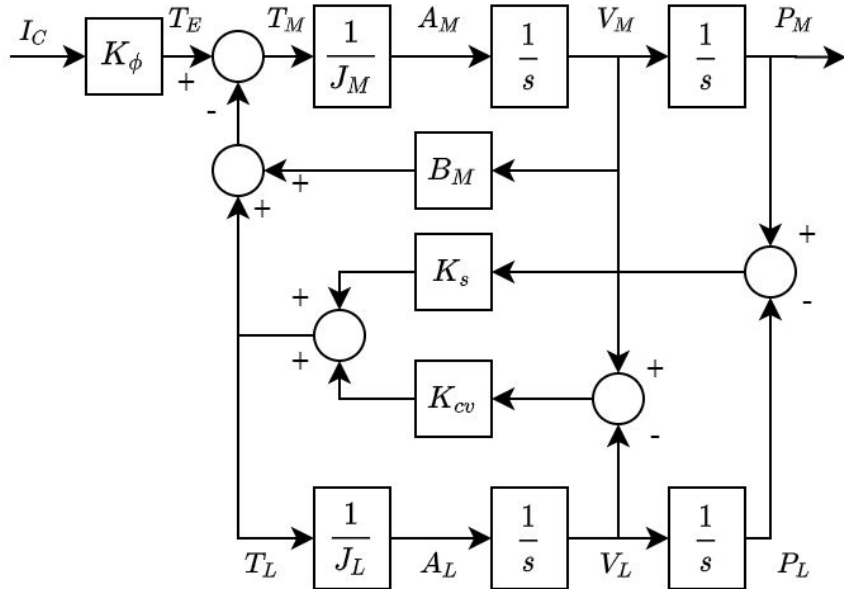 I_C
K_ϕ
T_E
+
-
T_M
1
J_M
A_M
1
s
V_M
1
s
P_M
+
+
B_M
+
-
K_s
+
+
K_cv
+
-
T_L
1
J_L
A_L
1
s
V_L
1
s
P_L